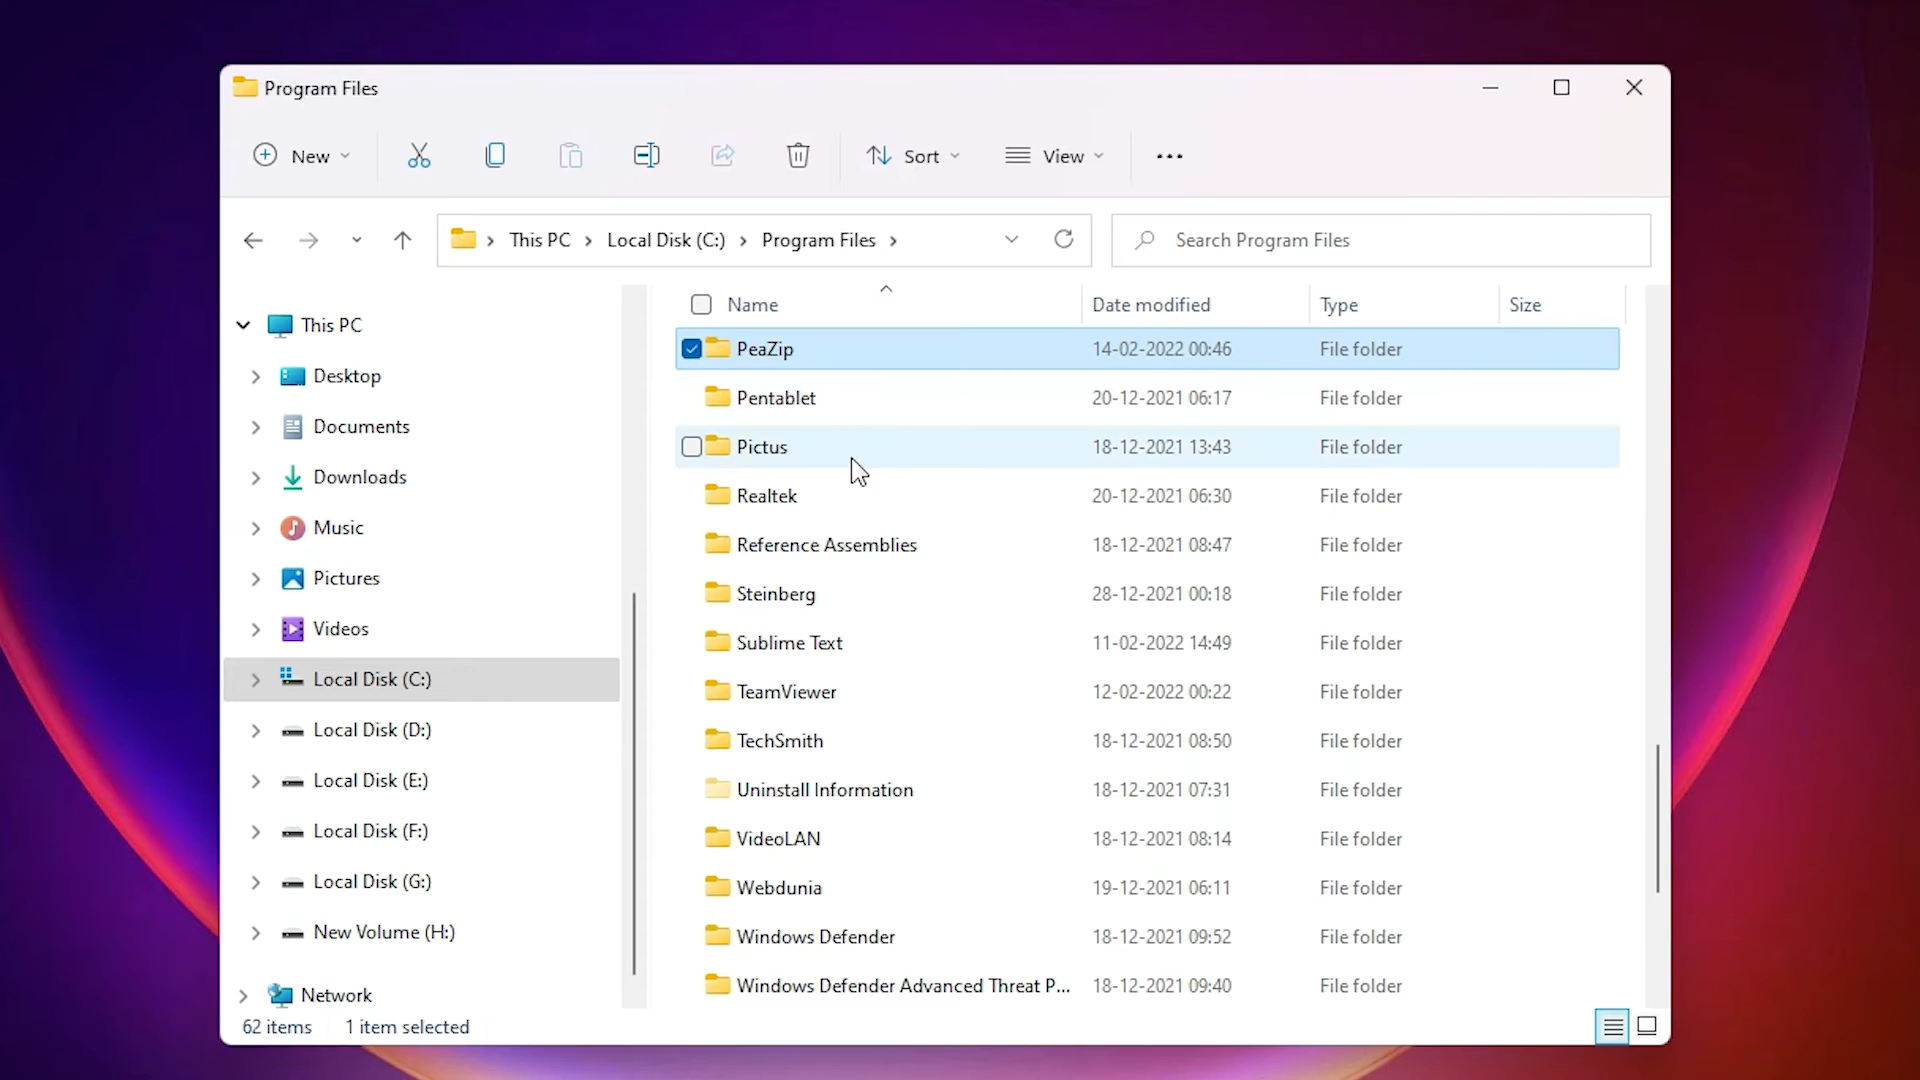 Program Files
New
Sort
View
This PC
Local Disk (C:)
Program Files
Search Program Files
This PC
Desktop
Documents
Downloads
Music
Pictures
Videos
Local Disk (C:)
Local Disk (D:)
Local Disk (E:)
Local Disk (F:)
Local Disk (G:)
New Volume (H:)
Network
Name Date modified Type Size
PeaZip 14-02-2022 00:46 File folder
Pentablet 20-12-2021 06:17 File folder
Pictus 18-12-2021 13:43 File folder
Realtek 20-12-2021 06:30 File folder
Reference Assemblies 18-12-2021 08:47 File folder
Steinberg 28-12-2021 00:18 File folder
Sublime Text 11-02-2022 14:49 File folder
TeamViewer 12-02-2022 00:22 File folder
TechSmith 18-12-2021 08:50 File folder
Uninstall Information 18-12-2021 07:31 File folder
VideoLAN 18-12-2021 08:14 File folder
Webdunia 19-12-2021 06:11 File folder
Windows Defender 18-12-2021 09:52 File folder
Windows Defender Advanced Threat P... 18-12-2021 09:40 File folder
62 items 1 item selected